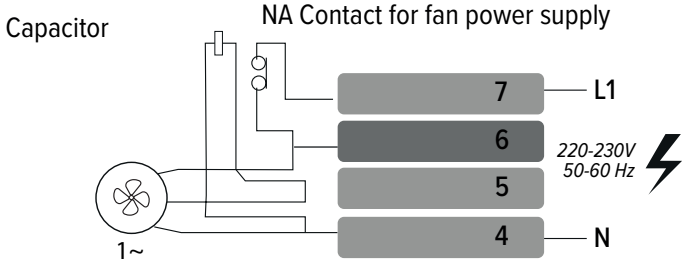 Capacitor
NA Contact for fan power supply
7
L1
6
220-230V
50-60 Hz
5
4
N
1~